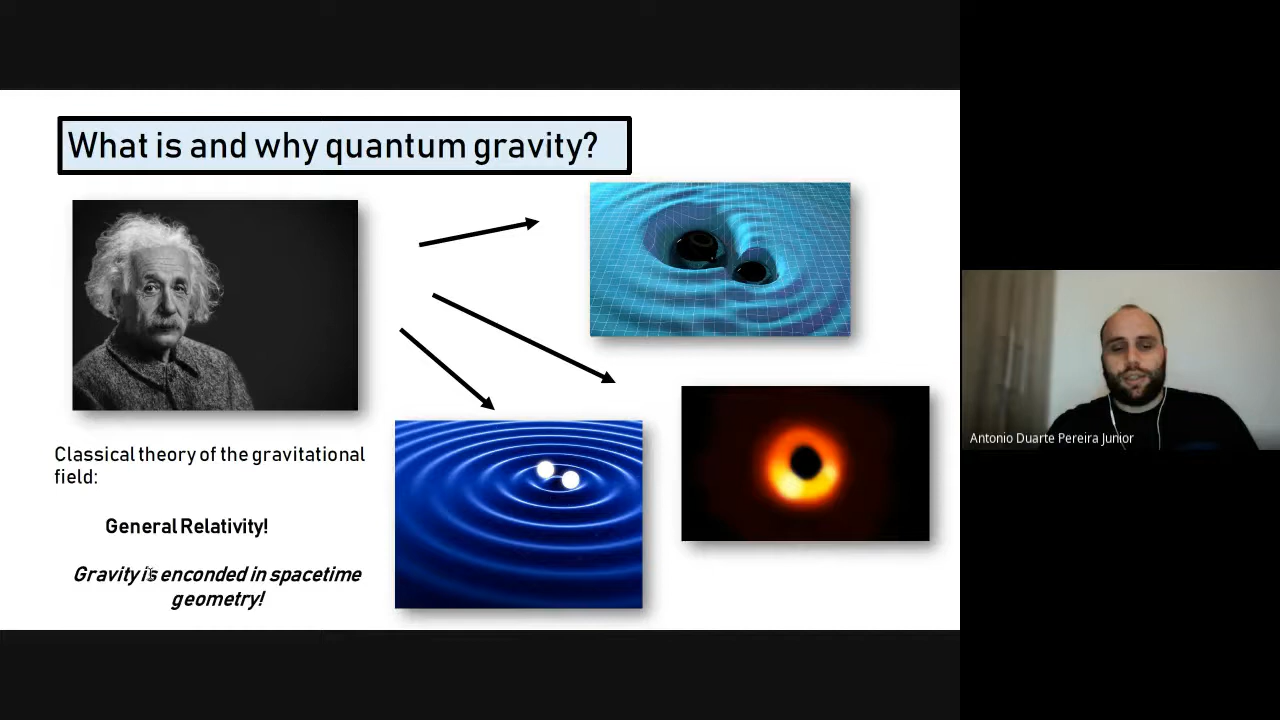 What is and why quantum gravity?
Classical theory of the gravitational
field:
General Relativity!
Gravity is enconded in spacetime
geometry!
Antonio Duarte Pereira Junior